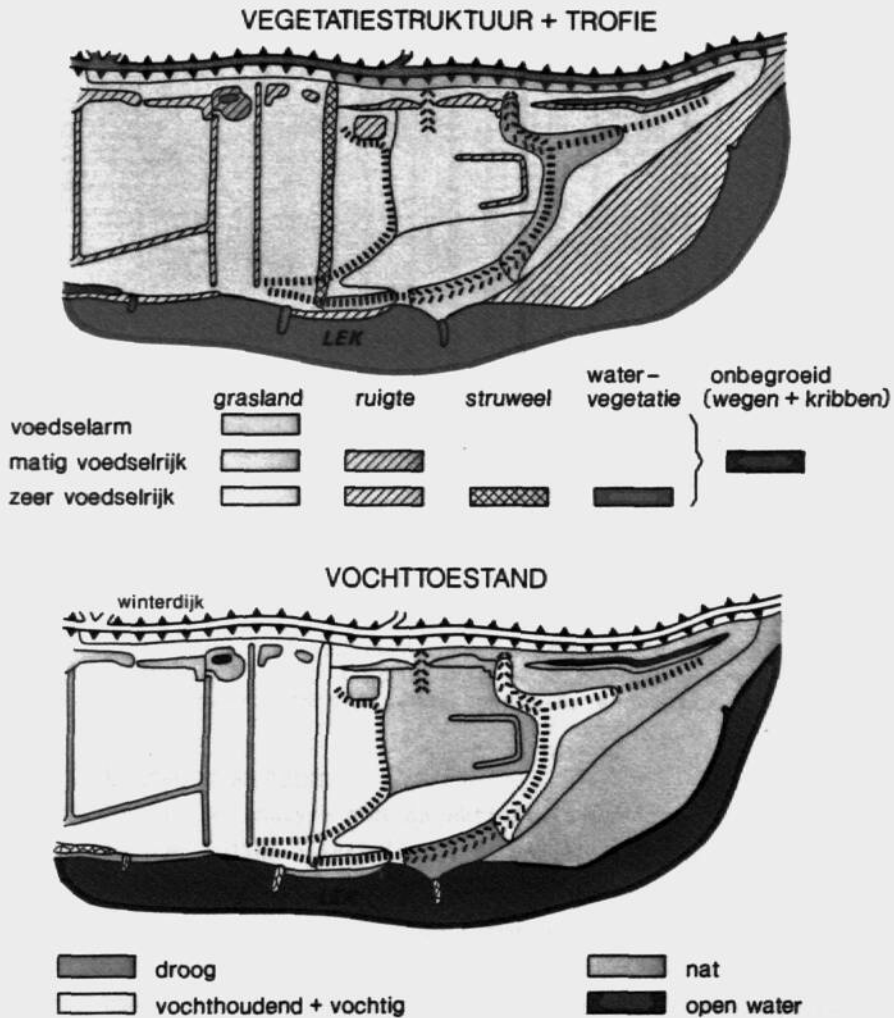 VEGETATIESTRUKTUUR + TROFIE
LEK
grasland ruigte struweel water-vegetatie onbegroeid (wegen + kribben)
voedselarm
matig voedselrijk
zeer voedselrijk
VOCHTTOESTAND
winterdijk
LEK
droog nat
vochthoudend + vochtig open water